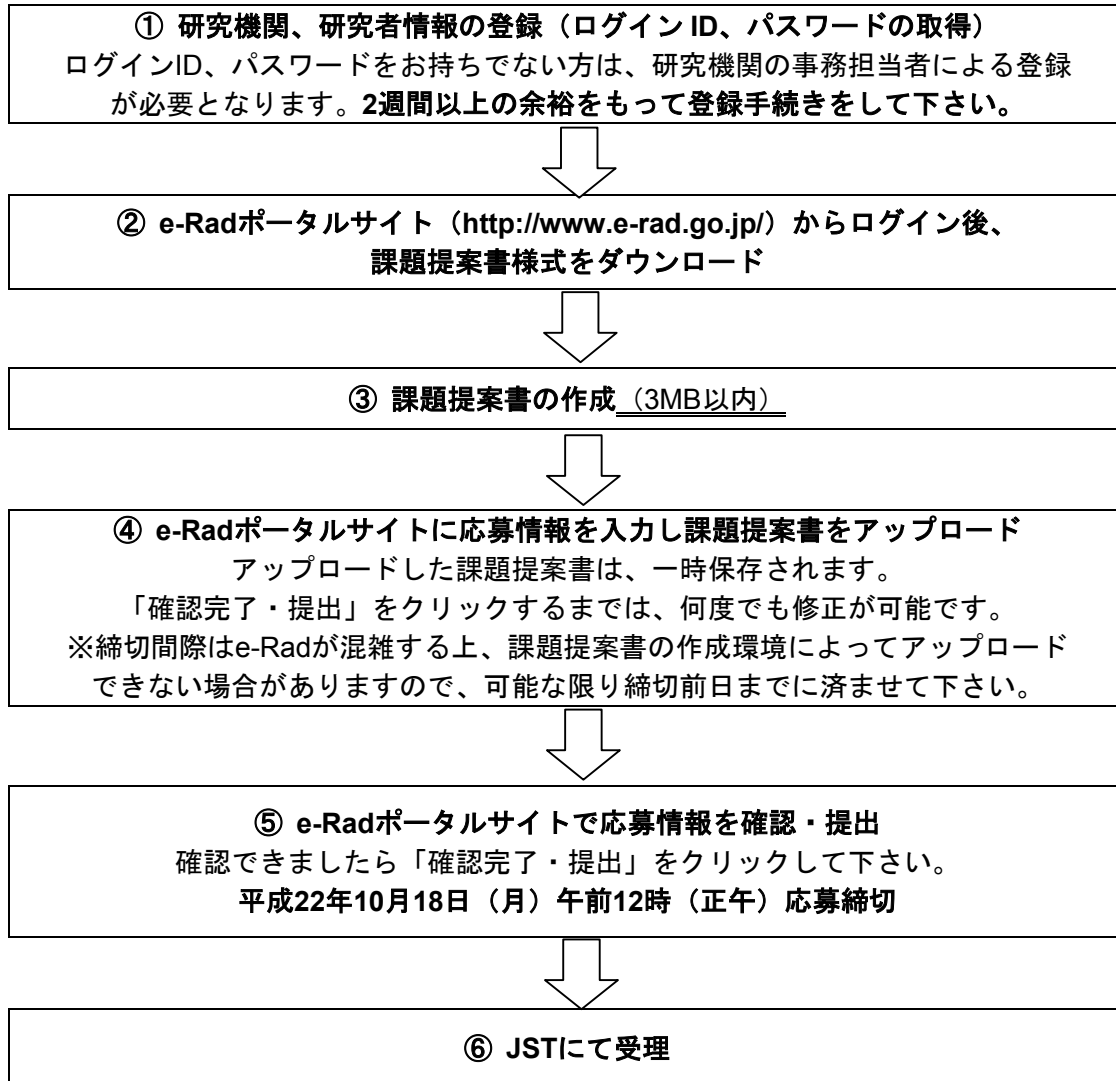 ① 研究機関、研究者情報の登録（ログイン ID、パスワードの取得）
ログインID、パスワードをお持ちでない方は、研究機関の事務担当者による登録
が必要となります。2週間以上の余裕をもって登録手続きをして下さい。
② e-Radポータルサイト（http://www.e-rad.go.jp/）からログイン後、
課題提案書様式をダウンロード
③ 課題提案書の作成（3MB以内）
④ e-Radポータルサイトに応募情報を入力し課題提案書をアップロード
アップロードした課題提案書は、一時保存されます。
「確認完了・提出」をクリックするまでは、何度でも修正が可能です。
※締切間際はe-Radが混雑する上、課題提案書の作成環境によってアップロード
できない場合がありますので、可能な限り締切前日までに済ませて下さい。
⑤ e-Radポータルサイトで応募情報を確認・提出
確認できましたら「確認完了・提出」をクリックして下さい。
平成22年10月18日（月）午前12時（正午）応募締切
⑥ JSTにて受理